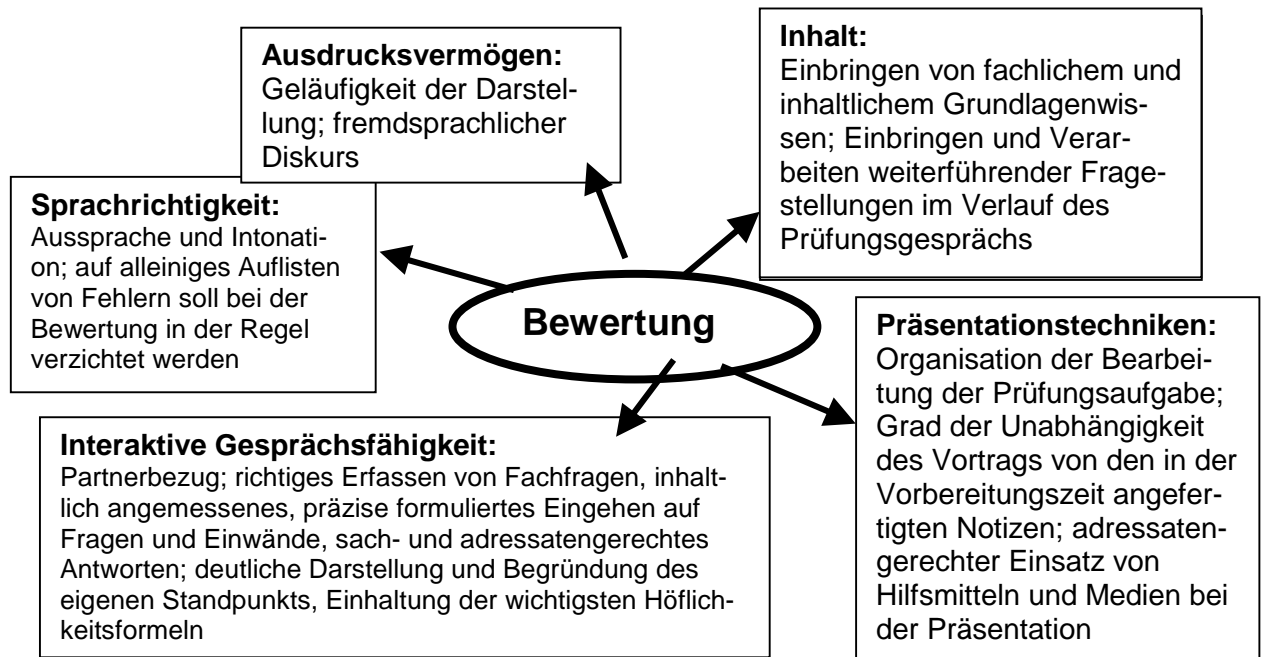 Ausdrucksvermögen:
Geläufigkeit der Darstel-
lung; fremdsprachlicher
Diskurs
Inhalt:
Einbringen von fachlichem und
inhaltlichem Grundlagenwis-
sen; Einbringen und Verar-
beiten weiterführender Frage-
stellungen im Verlauf des
Prüfungsgesprächs
Sprachrichtigkeit:
Aussprache und Intonati-
on; auf alleiniges Auflisten
von Fehlern soll bei der
Bewertung in der Regel
verzichtet werden
Bewertung
Präsentationstechniken:
Organisation der Bearbei-
tung der Prüfungsaufgabe;
Grad der Unabhängigkeit
des Vortrags von den in der
Vorbereitungszeit angefer-
tigten Notizen; adressaten-
gerechter Einsatz von
Hilfsmitteln und Medien bei
der Präsentation
Interaktive Gesprächsfähigkeit:
Partnerbezug; richtiges Erfassen von Fachfragen, inhalt-
lich angemessenes, präzise formuliertes Eingehen auf
Fragen und Einwände, sach- und adressatengerechtes
Antworten; deutliche Darstellung und Begründung des
eigenen Standpunkts, Einhaltung der wichtigsten Höflich-
keitsformeln